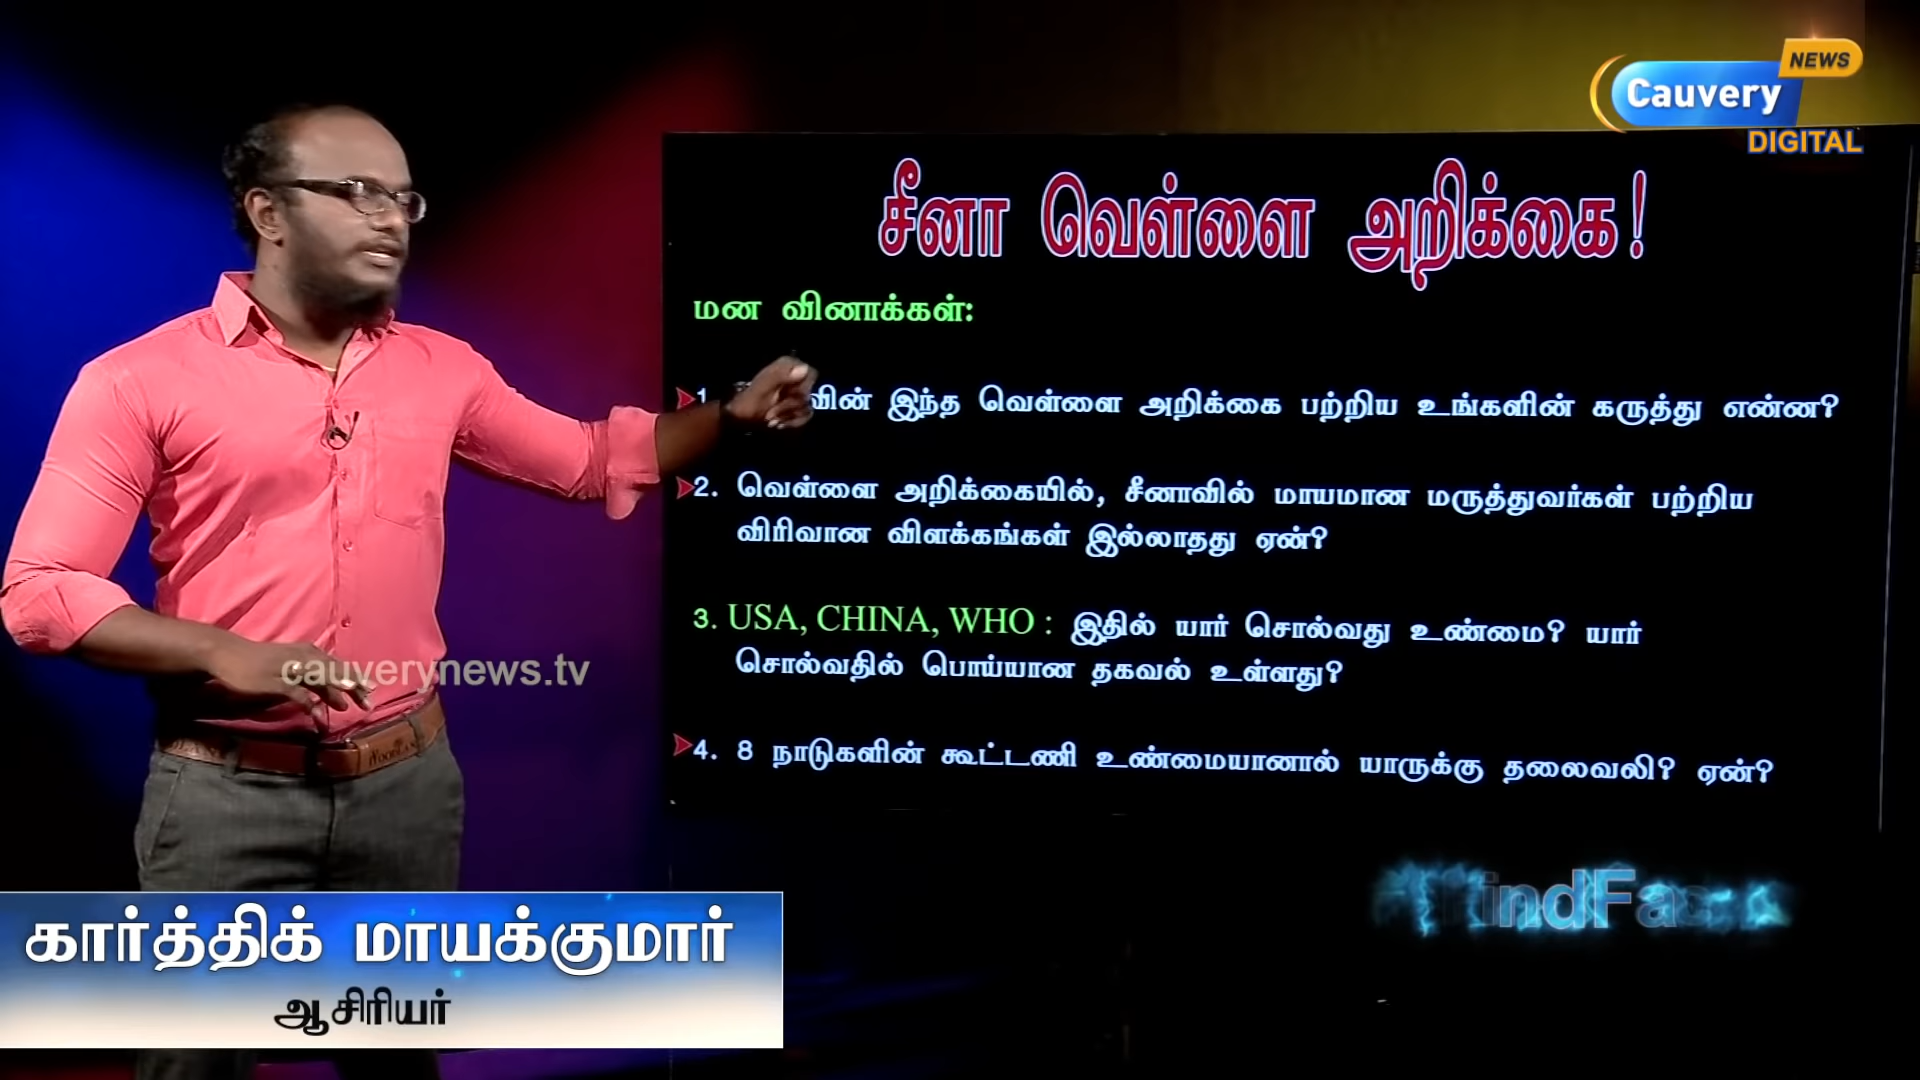 NEWS
Cauvery
DIGITAL
சீனா வெள்ளை அறிக்கை!
மன வினாக்கள்:
1. இந்த வெள்ளை அறிக்கை பற்றிய உங்களின் கருத்து என்ன?
2. வெள்ளை அறிக்கையில், சீனாவில் மாயமான மருத்துவர்கள் பற்றிய
விரிவான விளக்கங்கள் இல்லாதது ஏன்?
3. USA, CHINA, WHO : இதில் யார் சொல்வது உண்மை? யார்
சொல்வதில் பொய்யான தகவல் உள்ளது?
4. 8 நாடுகளின் கூட்டணி உண்மையானால் யாருக்கு தலைவலி? ஏன்?
cauverynews.tv
கார்த்திக் மாயக்குமார்
ஆசிரியர்